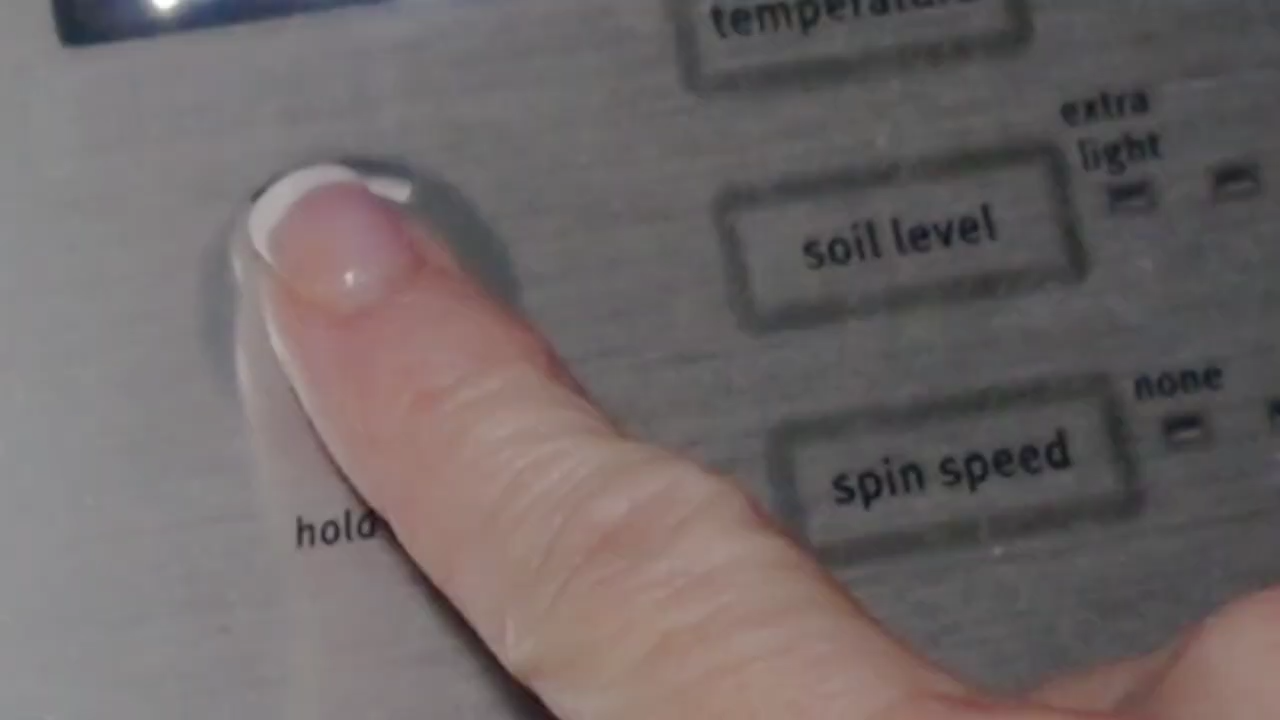 temperature
extra
light
soil level
none
spin speed
hold